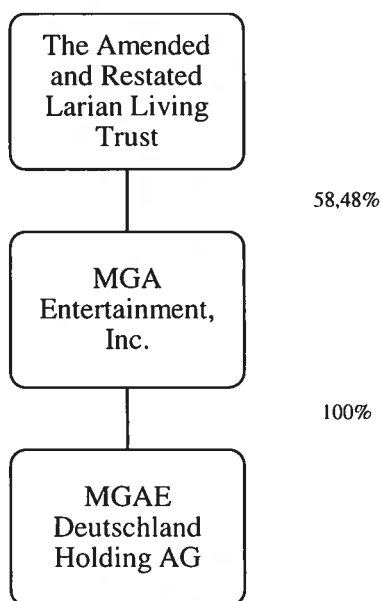 The Amended
and Restated
Larian Living
Trust
58,48%
MGA
Entertainment,
Inc.
100%
MGAE
Deutschland
Holding AG